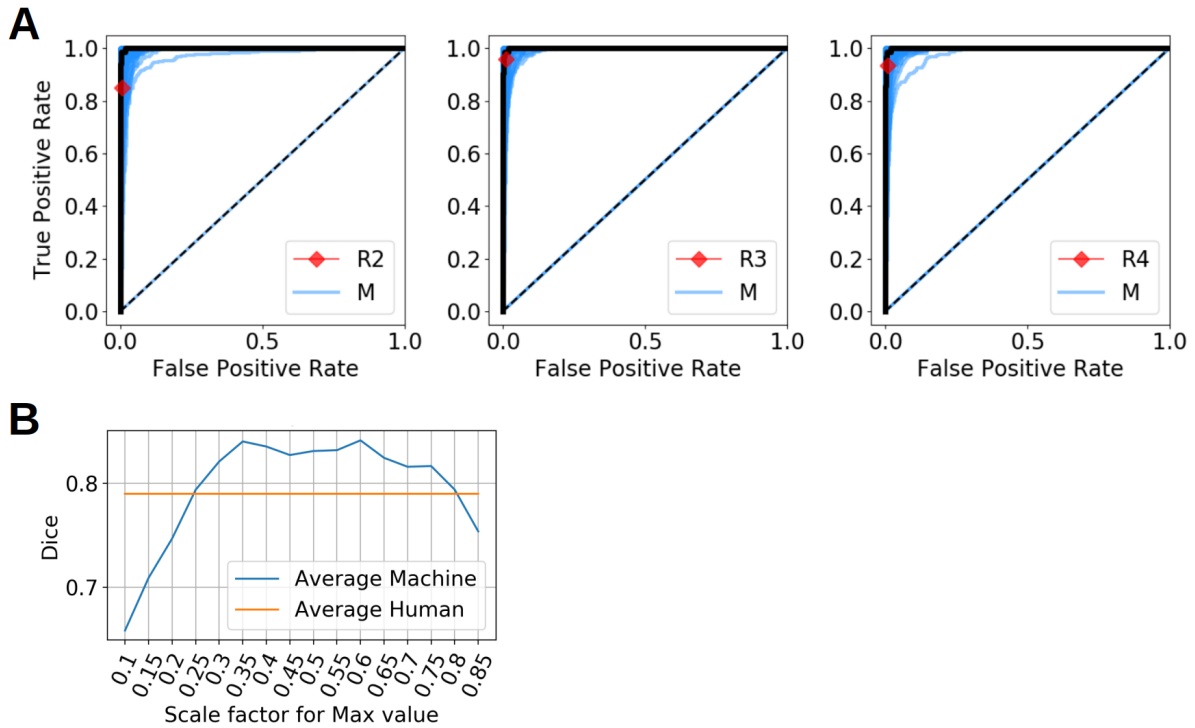 A
True Positive Rate
1.0
0.8
0.6
0.4
0.2
0.0
R2
M
0.0 0.5 1.0
False Positive Rate
1.0
0.8
0.6
0.4
0.2
0.0
R3
M
0.0 0.5 1.0
False Positive Rate
1.0
0.8
0.6
0.4
0.2
0.0
R4
M
0.0 0.5 1.0
False Positive Rate
B
Dice
0.8
0.7
Average Machine
Average Human
0.1 0.15 0.2 0.25 0.3 0.35 0.4 0.45 0.5 0.55 0.6 0.65 0.7 0.75 0.8 0.85
Scale factor for Max value